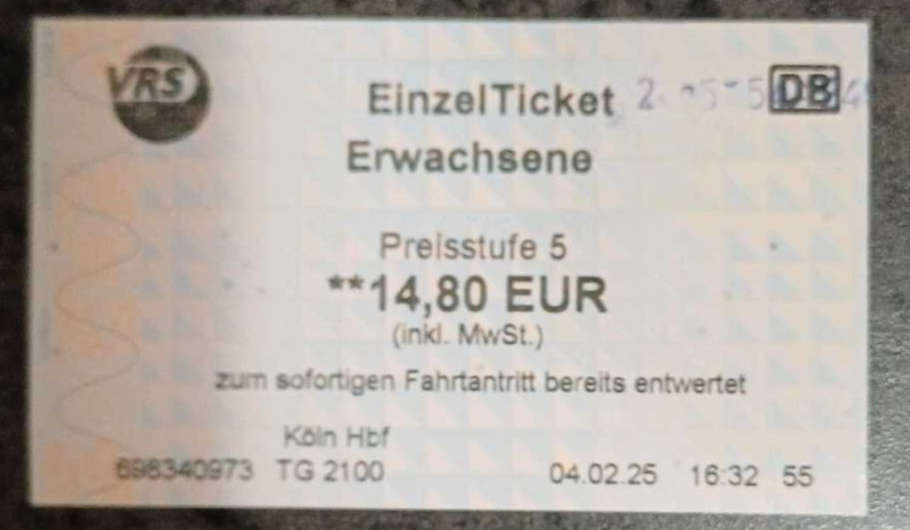 VRS
EinzelTicket DB
Erwachsene
Preisstufe 5
**14,80 EUR
(inkl. MwSt.)
zum sofortigen Fahrtantritt bereits entwertet
Köln Hbf
698340973 TG 2100 04.02.25 16:32 55